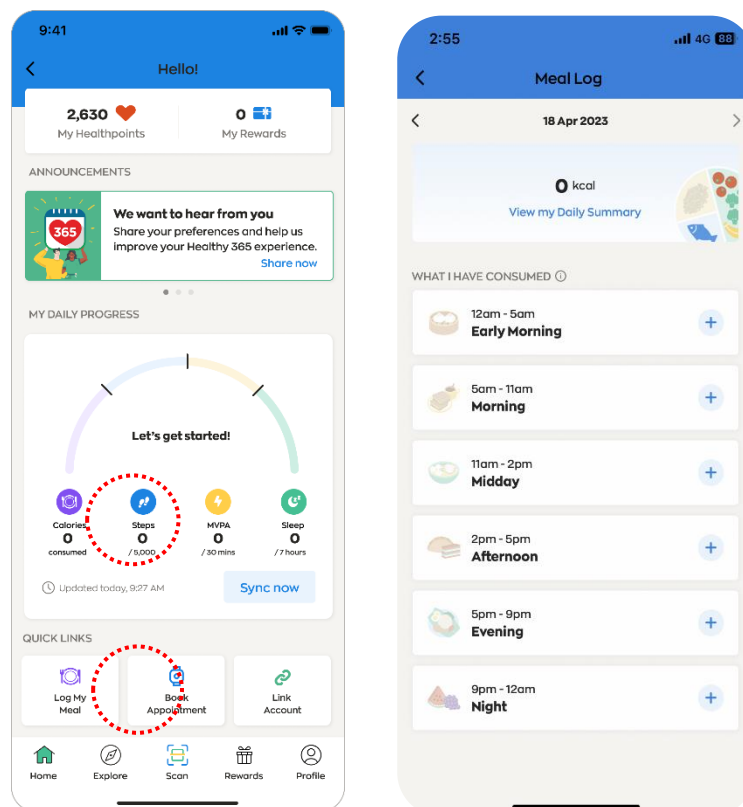 9:41
Hello!
2,630
My Healthpoints
0
My Rewards
ANNOUNCEMENTS
365
We want to hear from you
Share your preferences and help us
improve your Healthy 365 experience.
Share now
MY DAILY PROGRESS
Let's get started!
Calories
0
consumed
Steps
0
/ 5,000
MVPA
0
/ 30 mins
Sleep
0
/ 7 hours
Updated today, 9:27 AM
Sync now
QUICK LINKS
Log My
Meal
Book
Appointment
Link
Account
Home
Explore
Scan
Rewards
Profile
2:55
4G 88
Meal Log
18 Apr 2023
0 kcal
View my Daily Summary
WHAT I HAVE CONSUMED
12am - 5am
Early Morning
5am - 11am
Morning
11am - 2pm
Midday
2pm - 5pm
Afternoon
5pm - 9pm
Evening
9pm - 12am
Night